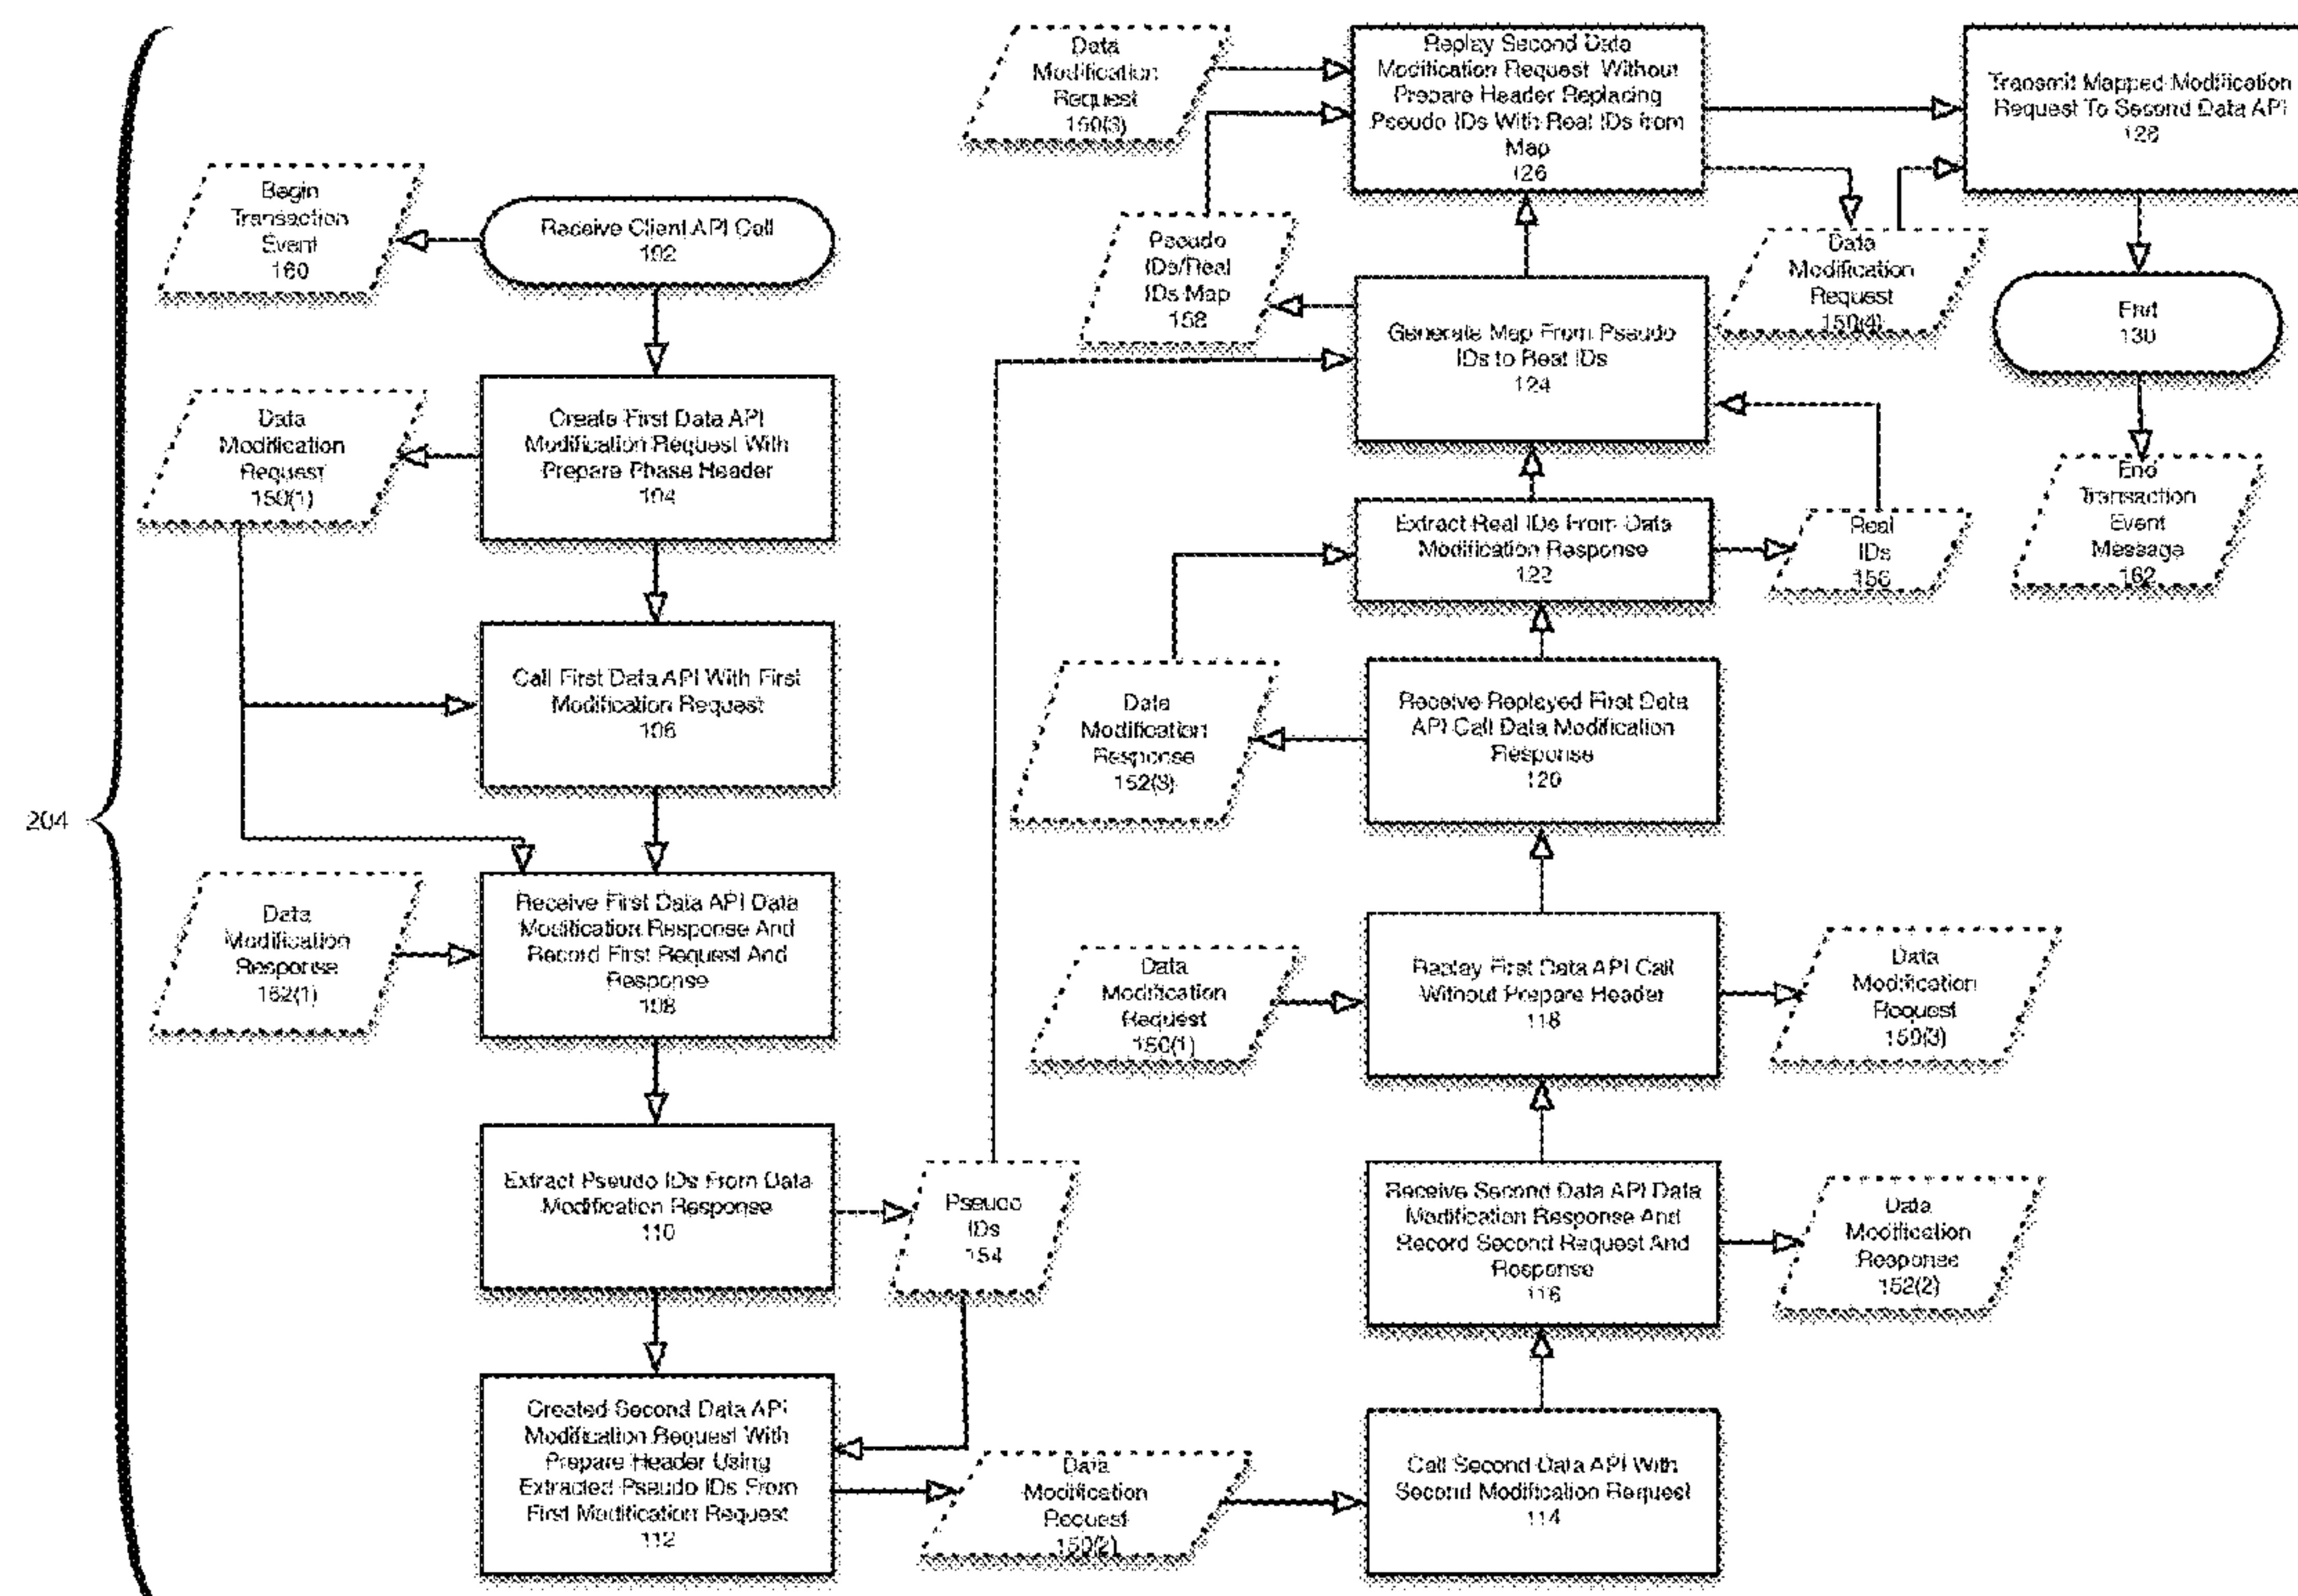 204
Begin
Transaction
Event
160
Receive Client API Call
102
Data
Modification
Request
150(1)
Create First Data API
Modification Request With
Prepare Phase Header
104
Call First Data API With First
Modification Request
106
Data
Modification
Response
152(1)
Receive First Data API Data
Modification Response And
Record First Request And
Response
108
Extract Pseudo IDs From Data
Modification Response
110
Pseudo
IDs
154
Created Second Data API
Modification Request With
Prepare Header Using
Extracted Pseudo IDs From
First Modification Request
112
Data
Modification
Request
150(2)
Call Second Data API With
Second Modification Request
114
Receive Second Data API Data
Modification Response And
Record Second Request And
Response
116
Data
Modification
Response
152(2)
Data
Modification
Request
150(1)
Replay First Data API Call
Without Prepare Header
118
Data
Modification
Request
150(3)
Receive Replayed First Data
API Call Data Modification
Response
120
Data
Modification
Response
152(3)
Extract Real IDs From Data
Modification Response
122
Real
IDs
156
Generate Map From Pseudo
IDs to Real IDs
124
Pseudo
IDs/Real
IDs Map
158
Data
Modification
Request
150(3)
Replay Second Data
Modification Request Without
Prepare Header Replacing
Pseudo IDs With Real IDs from
Map
126
Data
Modification
Request
150(4)
Transmit Mapped Modification
Request To Second Data API
128
End
130
End
Transaction
Event
Message
162